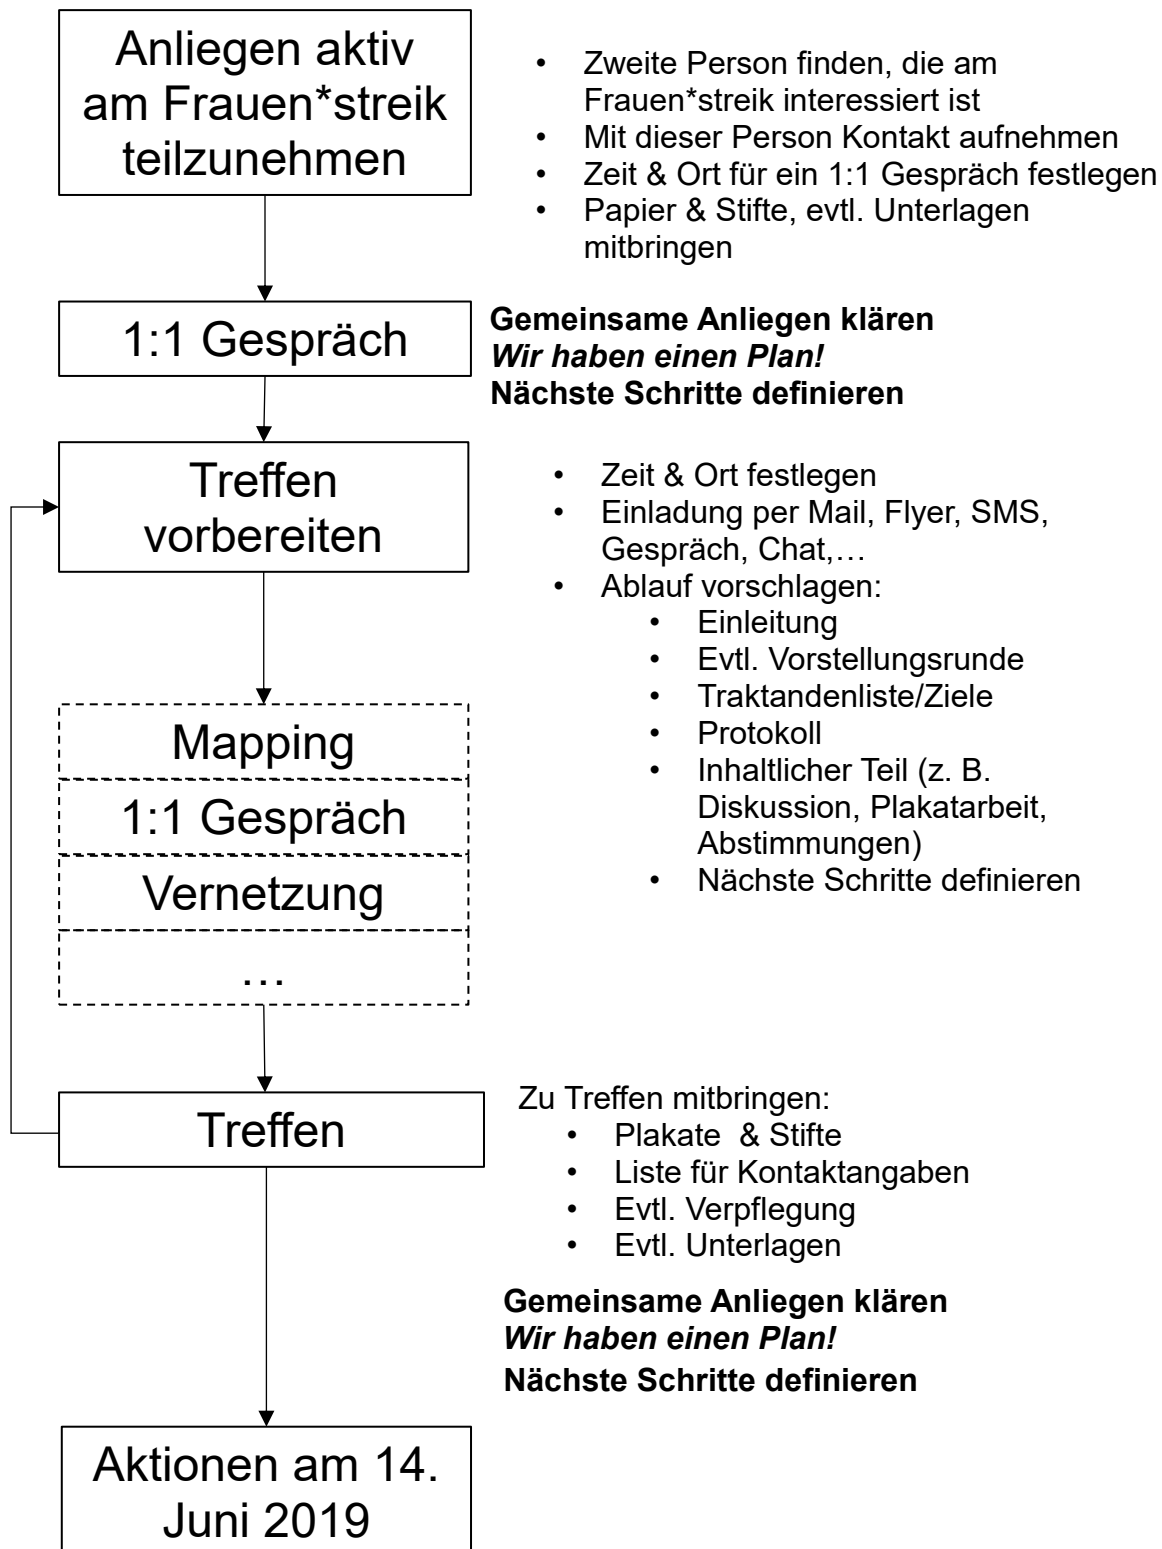 Anliegen aktiv
am Frauen*streik
teilzunehmen
• Zweite Person finden, die am
Frauen*streik interessiert ist
• Mit dieser Person Kontakt aufnehmen
• Zeit & Ort für ein 1:1 Gespräch festlegen
• Papier & Stifte, evtl. Unterlagen
mitbringen
1:1 Gespräch
Gemeinsame Anliegen klären
Wir haben einen Plan!
Nächste Schritte definieren
Treffen
vorbereiten
• Zeit & Ort festlegen
• Einladung per Mail, Flyer, SMS,
Gespräch, Chat,…
• Ablauf vorschlagen:
• Einleitung
• Evtl. Vorstellungsrunde
• Traktandenliste/Ziele
• Protokoll
• Inhaltlicher Teil (z. B.
Diskussion, Plakatarbeit,
Abstimmungen)
• Nächste Schritte definieren
Mapping
1:1 Gespräch
Vernetzung
…
Treffen
Zu Treffen mitbringen:
• Plakate & Stifte
• Liste für Kontaktangaben
• Evtl. Verpflegung
• Evtl. Unterlagen
Gemeinsame Anliegen klären
Wir haben einen Plan!
Nächste Schritte definieren
Aktionen am 14.
Juni 2019